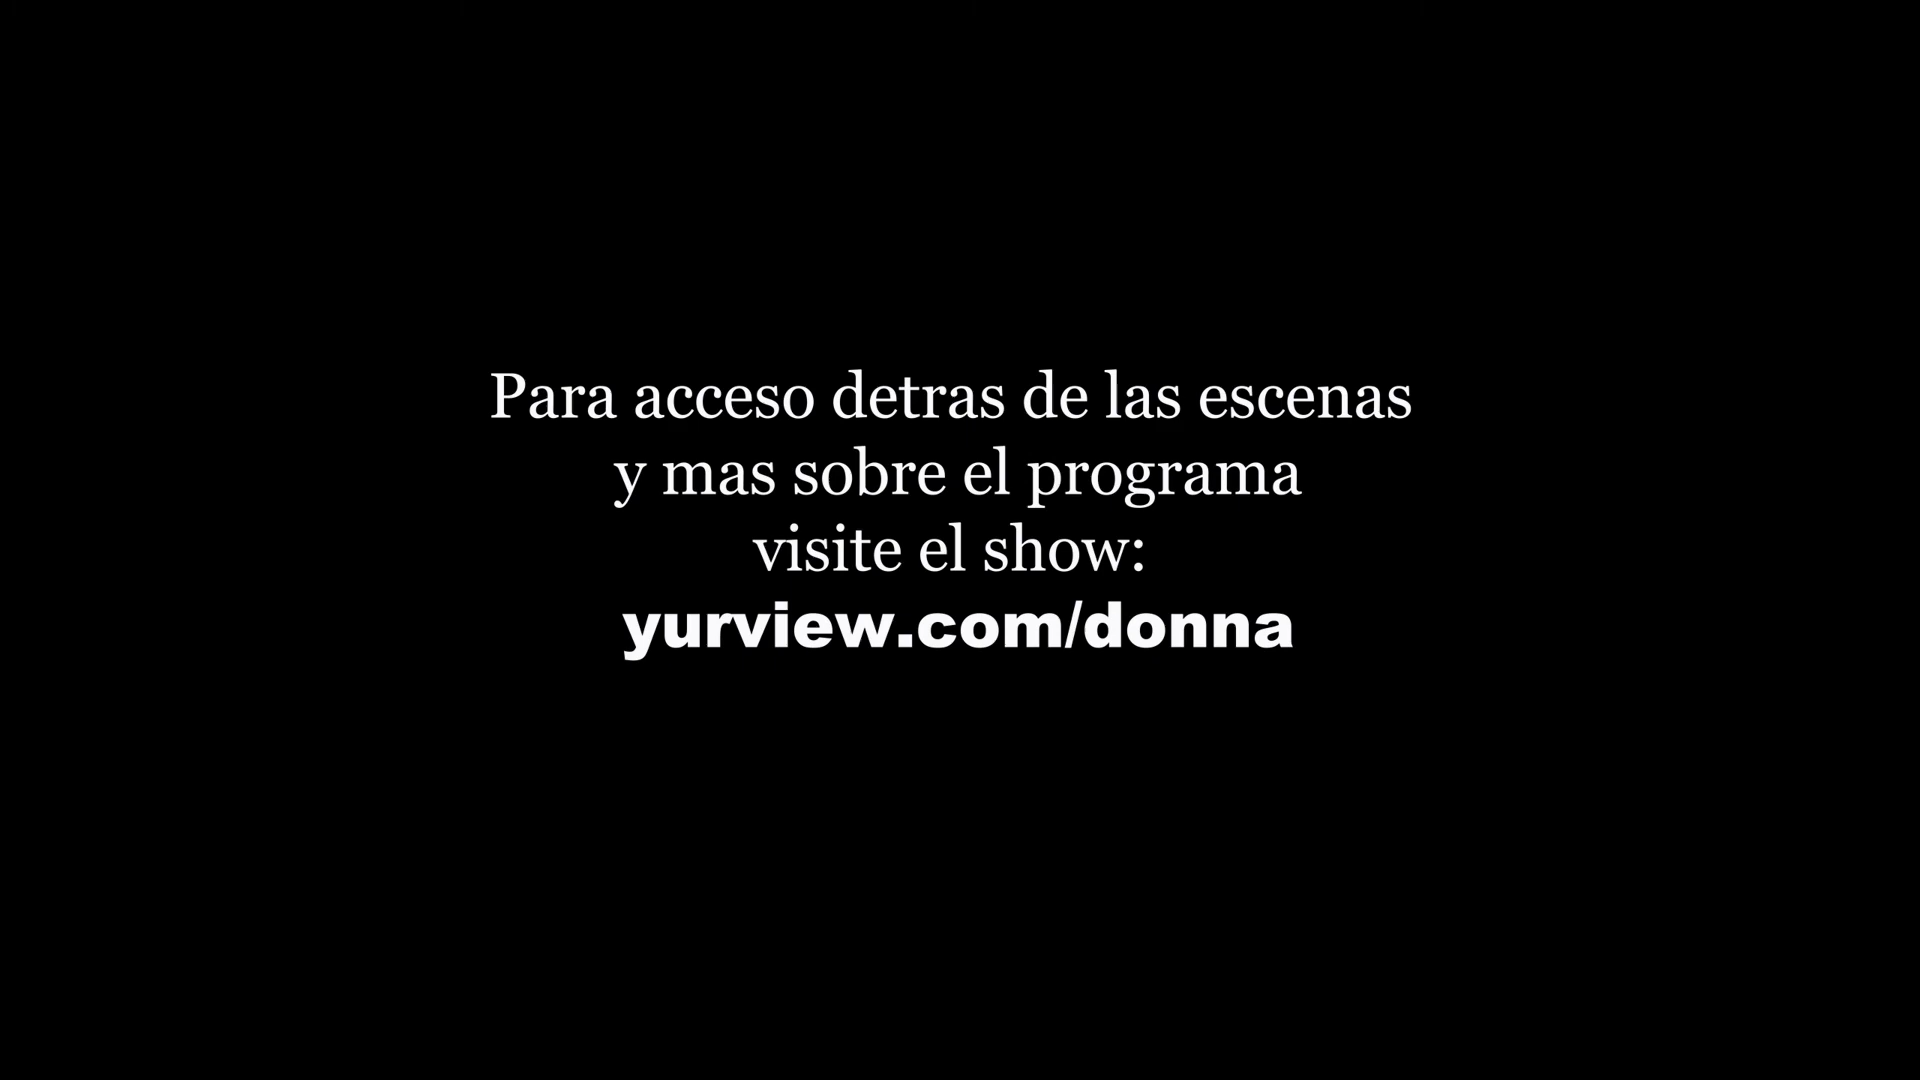 Para acceso detras de las escenas
y mas sobre el programa
visite el show:
yurview.com/donna